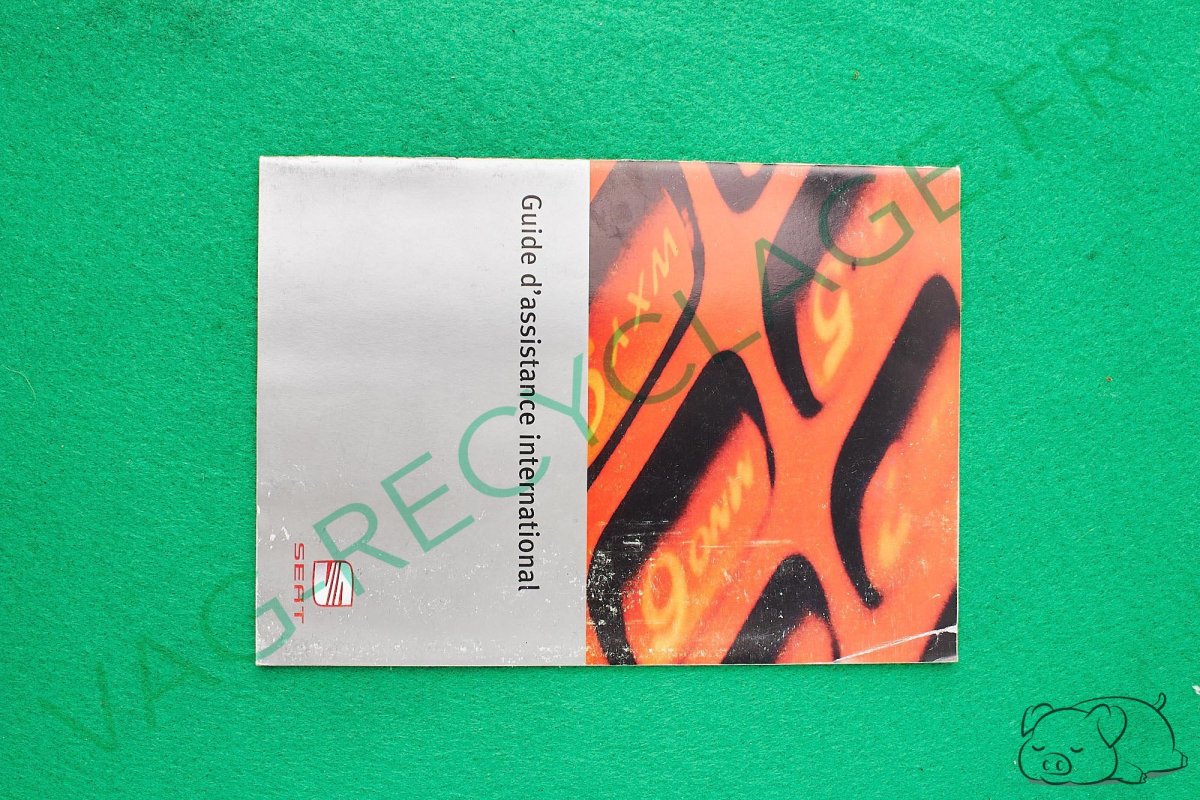 Guide d'assistance international
SEAT
VAG-RECYCLAGE.FR